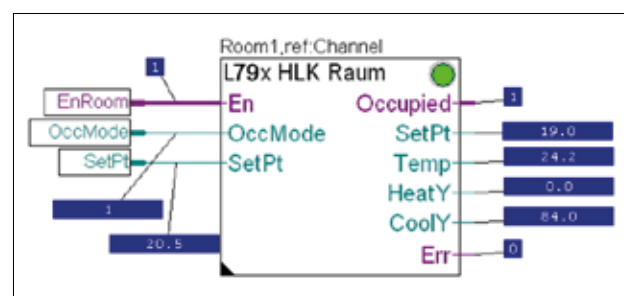 Room1,ref:Channel
L79x HLK Raum
1
EnRoom
En
Occupied
1
OccMode
OccMode
SetPt
19.0
SetPt
SetPt
Temp
24.2
HeatY
0.0
1
CoolY
84.0
20.5
Err
0